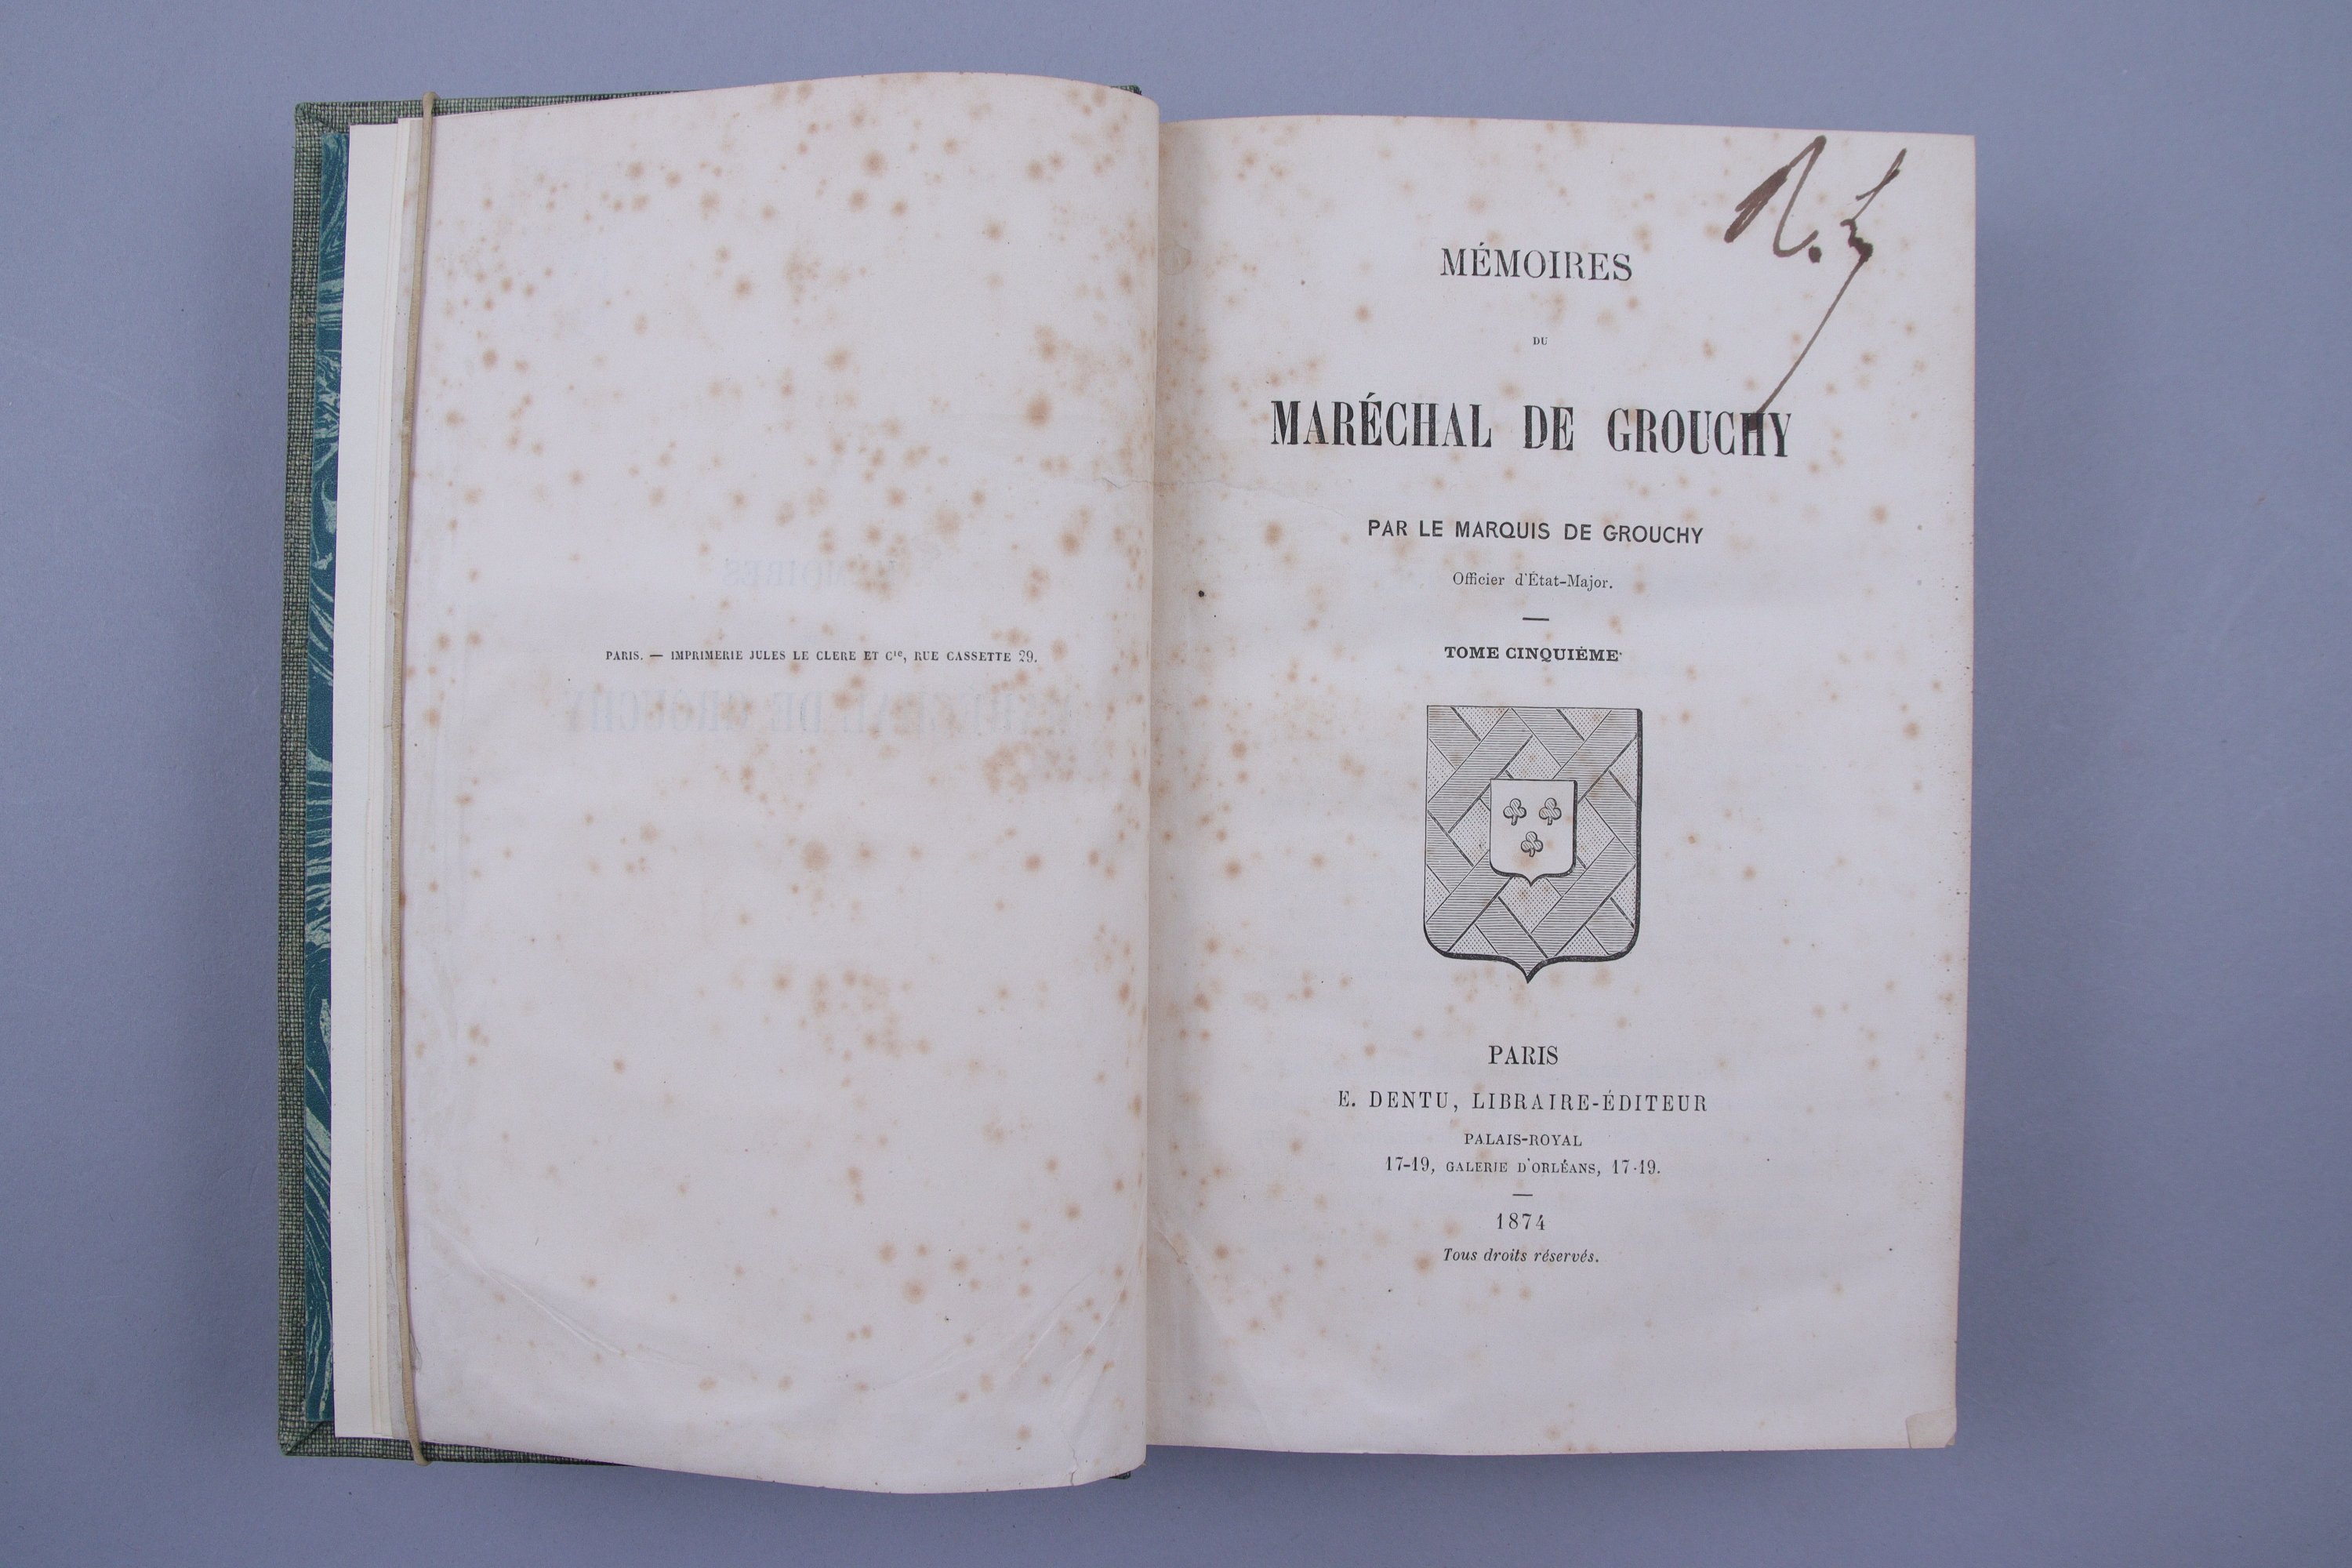 PARIS. — IMPRIMERIE JULES LE CLERE ET Cie, RUE CASSETTE 29.
MÉMOIRES
DU
MARÉCHAL DE GROUCHY
PAR LE MARQUIS DE GROUCHY
Officier d'État-Major.
TOME CINQUIÈME
PARIS
E. DENTU, LIBRAIRE-ÉDITEUR
PALAIS-ROYAL
17-19, GALERIE D'ORLÉANS, 17-19.
1874
Tous droits réservés.